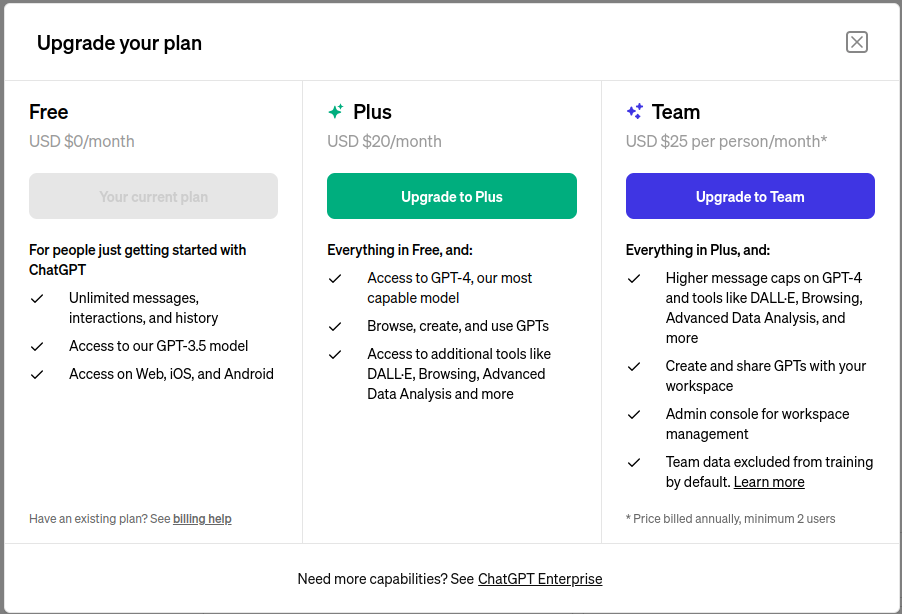 Upgrade your plan
Free
USD $0/month
Your current plan
For people just getting started with
ChatGPT
Unlimited messages,
interactions, and history
Access to our GPT-3.5 model
Access on Web, iOS, and Android
Have an existing plan? See billing help
Plus
USD $20/month
Upgrade to Plus
Everything in Free, and:
Access to GPT-4, our most
capable model
Browse, create, and use GPTs
Access to additional tools like
DALL·E, Browsing, Advanced
Data Analysis and more
Team
USD $25 per person/month*
Upgrade to Team
Everything in Plus, and:
Higher message caps on GPT-4
and tools like DALL·E, Browsing,
Advanced Data Analysis, and
more
Create and share GPTs with your
workspace
Admin console for workspace
management
Team data excluded from training
by default. Learn more
* Price billed annually, minimum 2 users
Need more capabilities? See ChatGPT Enterprise